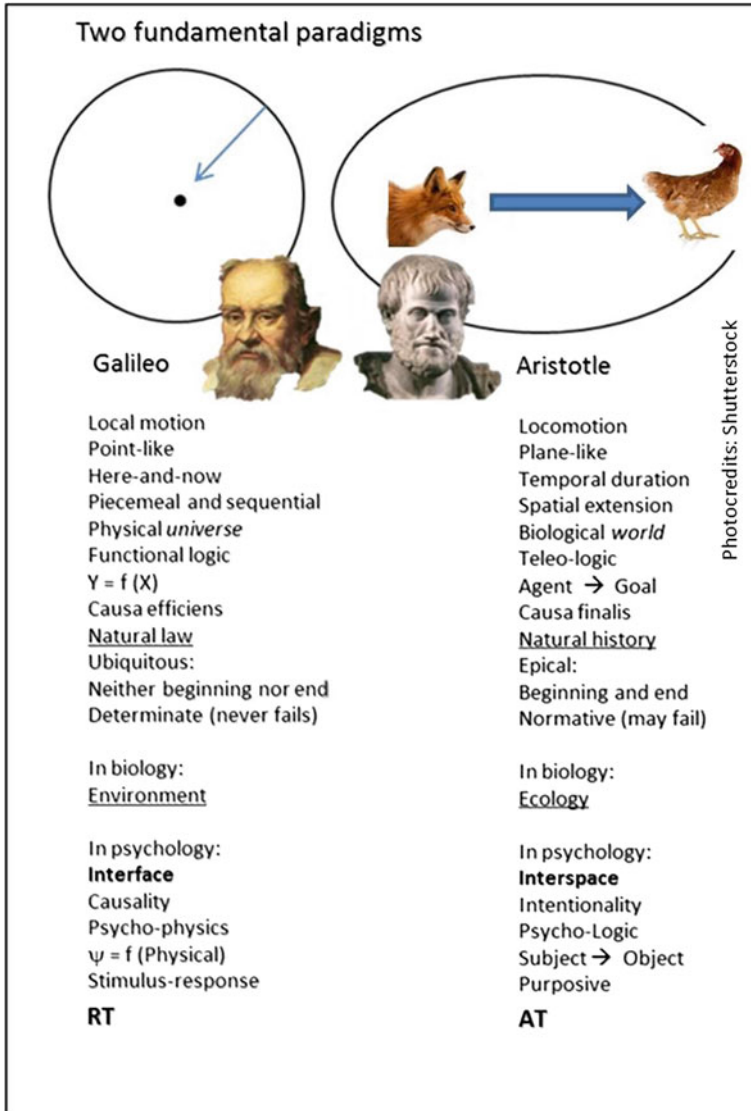 Two fundamental paradigms
Galileo
Local motion
Point-like
Here-and-now
Piecemeal and sequential
Physical universe
Functional logic
Y = f (X)
Causa efficiens
Natural law
Ubiquitous:
Neither beginning nor end
Determinate (never fails)
In biology:
Environment
In psychology:
Interface
Causality
Psycho-physics
ψ = f (Physical)
Stimulus-response
RT
Aristotle
Locomotion
Plane-like
Temporal duration
Spatial extension
Biological world
Teleo-logic
Agent → Goal
Causa finalis
Natural history
Epical:
Beginning and end
Normative (may fail)
In biology:
Ecology
In psychology:
Interspace
Intentionality
Psycho-Logic
Subject → Object
Purposive
AT
Photocredits: Shutterstock